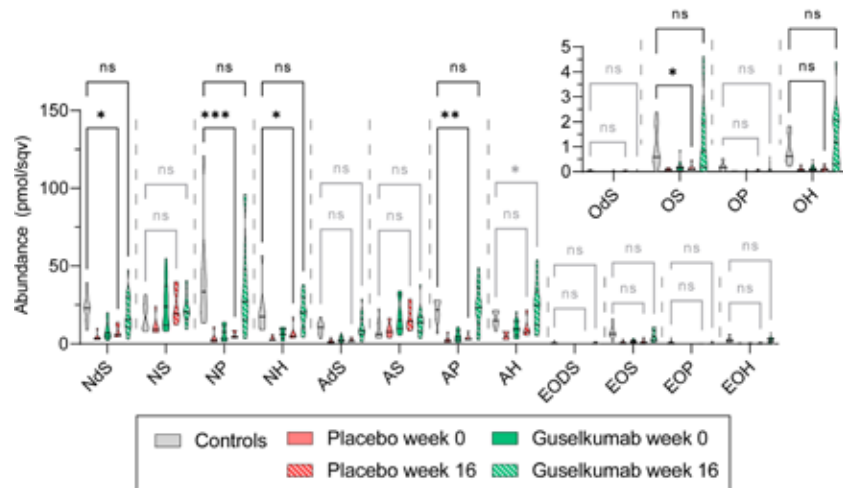 ns ns
ns ns
5
4
* ns ns
3
ns
2
1
0
OdS OS OP OH
ns ns ns ns
150
* *** * **
ns ns ns *
100
ns ns ns ns
50
ns ns ns ns
ns ns ns ns
0
Abundance (pmol/sqv)
NdS NS NP NH AdS AS AP AH EODS EOS EOP EOH
Controls Placebo week 0 Guselkumab week 0
Placebo week 16 Guselkumab week 16